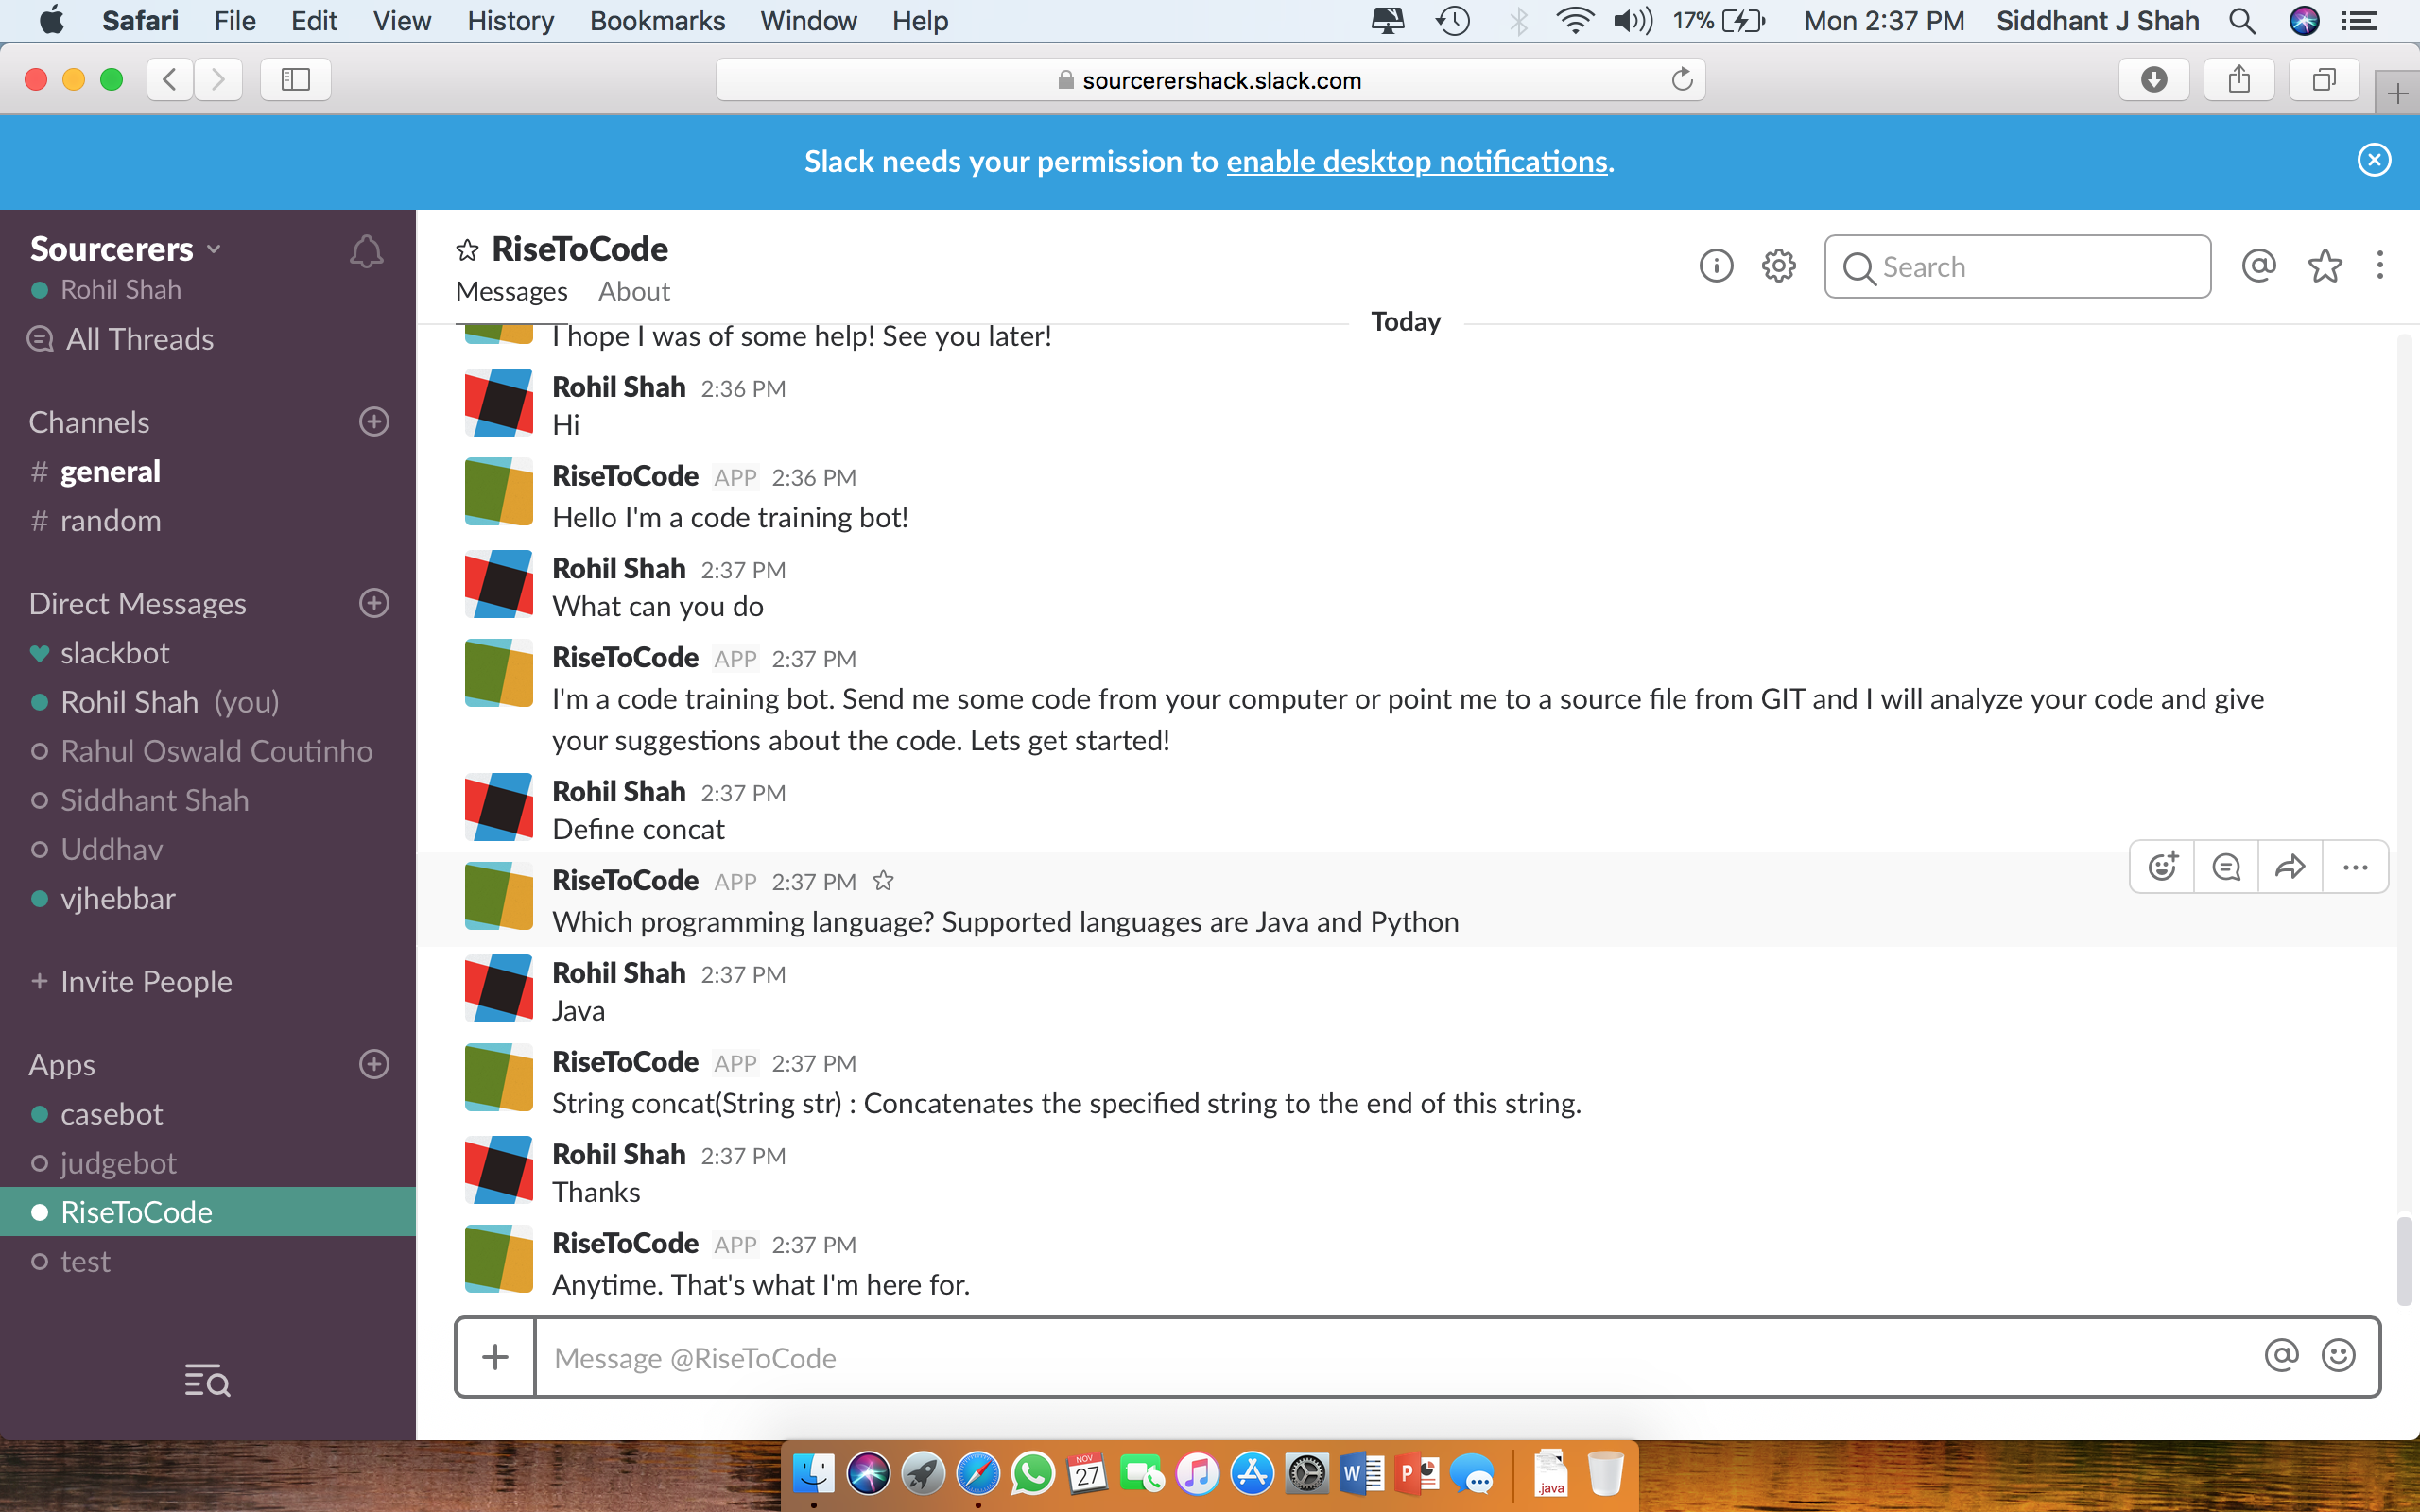 Safari File Edit View History Bookmarks Window Help 17% Mon 2:37 PM Siddhant J Shah
sourcerershack.slack.com
Slack needs your permission to enable desktop notifications.
Sourcerers
Rohil Shah
All Threads
Channels
# general
# random
Direct Messages
slackbot
Rohil Shah (you)
Rahul Oswald Coutinho
Siddhant Shah
Uddhav
vjhebbar
+ Invite People
Apps
casebot
judgebot
RiseToCode
test
RiseToCode
Messages About
Search
Today
I hope I was of some help! See you later!
Rohil Shah 2:36 PM
Hi
RiseToCode APP 2:36 PM
Hello I'm a code training bot!
Rohil Shah 2:37 PM
What can you do
RiseToCode APP 2:37 PM
I'm a code training bot. Send me some code from your computer or point me to a source file from GIT and I will analyze your code and give
your suggestions about the code. Lets get started!
Rohil Shah 2:37 PM
Define concat
RiseToCode APP 2:37 PM
Which programming language? Supported languages are Java and Python
Rohil Shah 2:37 PM
Java
RiseToCode APP 2:37 PM
String concat(String str) : Concatenates the specified string to the end of this string.
Rohil Shah 2:37 PM
Thanks
RiseToCode APP 2:37 PM
Anytime. That's what I'm here for.
Message @RiseToCode
NOV
27
W
P
.java